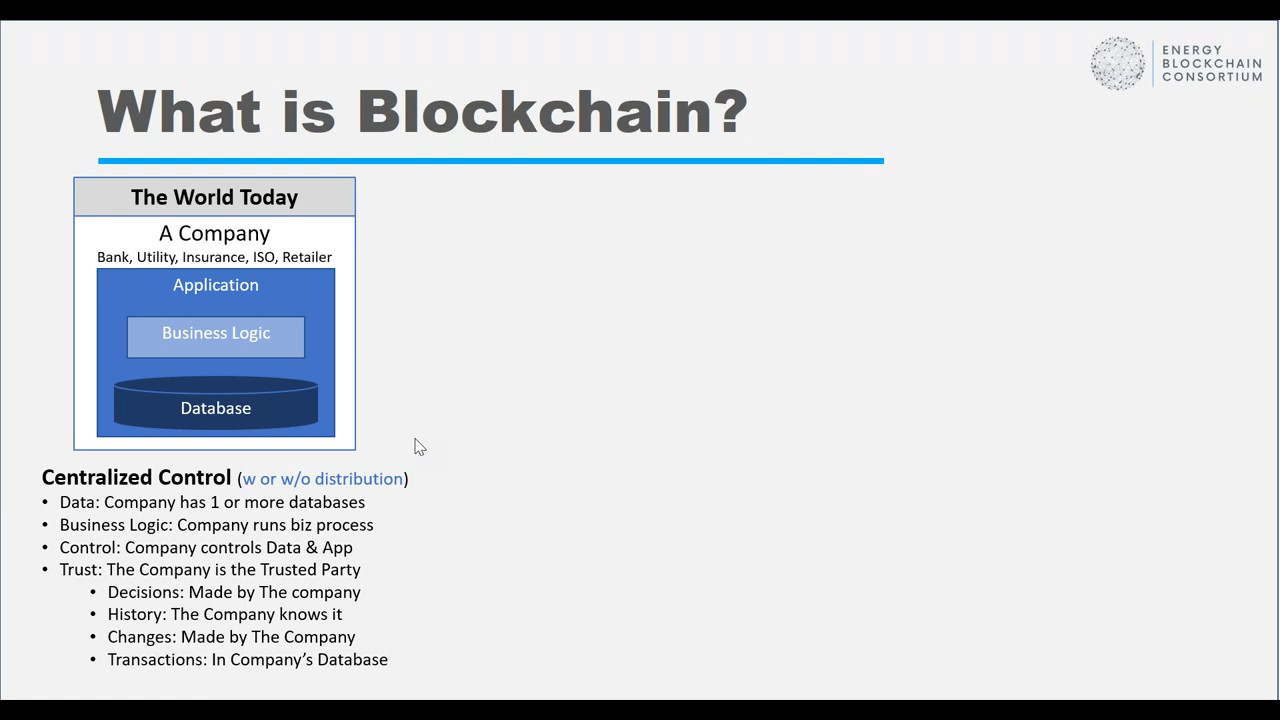 ENERGY
BLOCKCHAIN
CONSORTIUM
What is Blockchain?
The World Today
A Company
Bank, Utility, Insurance, ISO, Retailer
Application
Business Logic
Database
Centralized Control (w or w/o distribution)
• Data: Company has 1 or more databases
• Business Logic: Company runs biz process
• Control: Company controls Data & App
• Trust: The Company is the Trusted Party
• Decisions: Made by The company
• History: The Company knows it
• Changes: Made by The Company
• Transactions: In Company’s Database